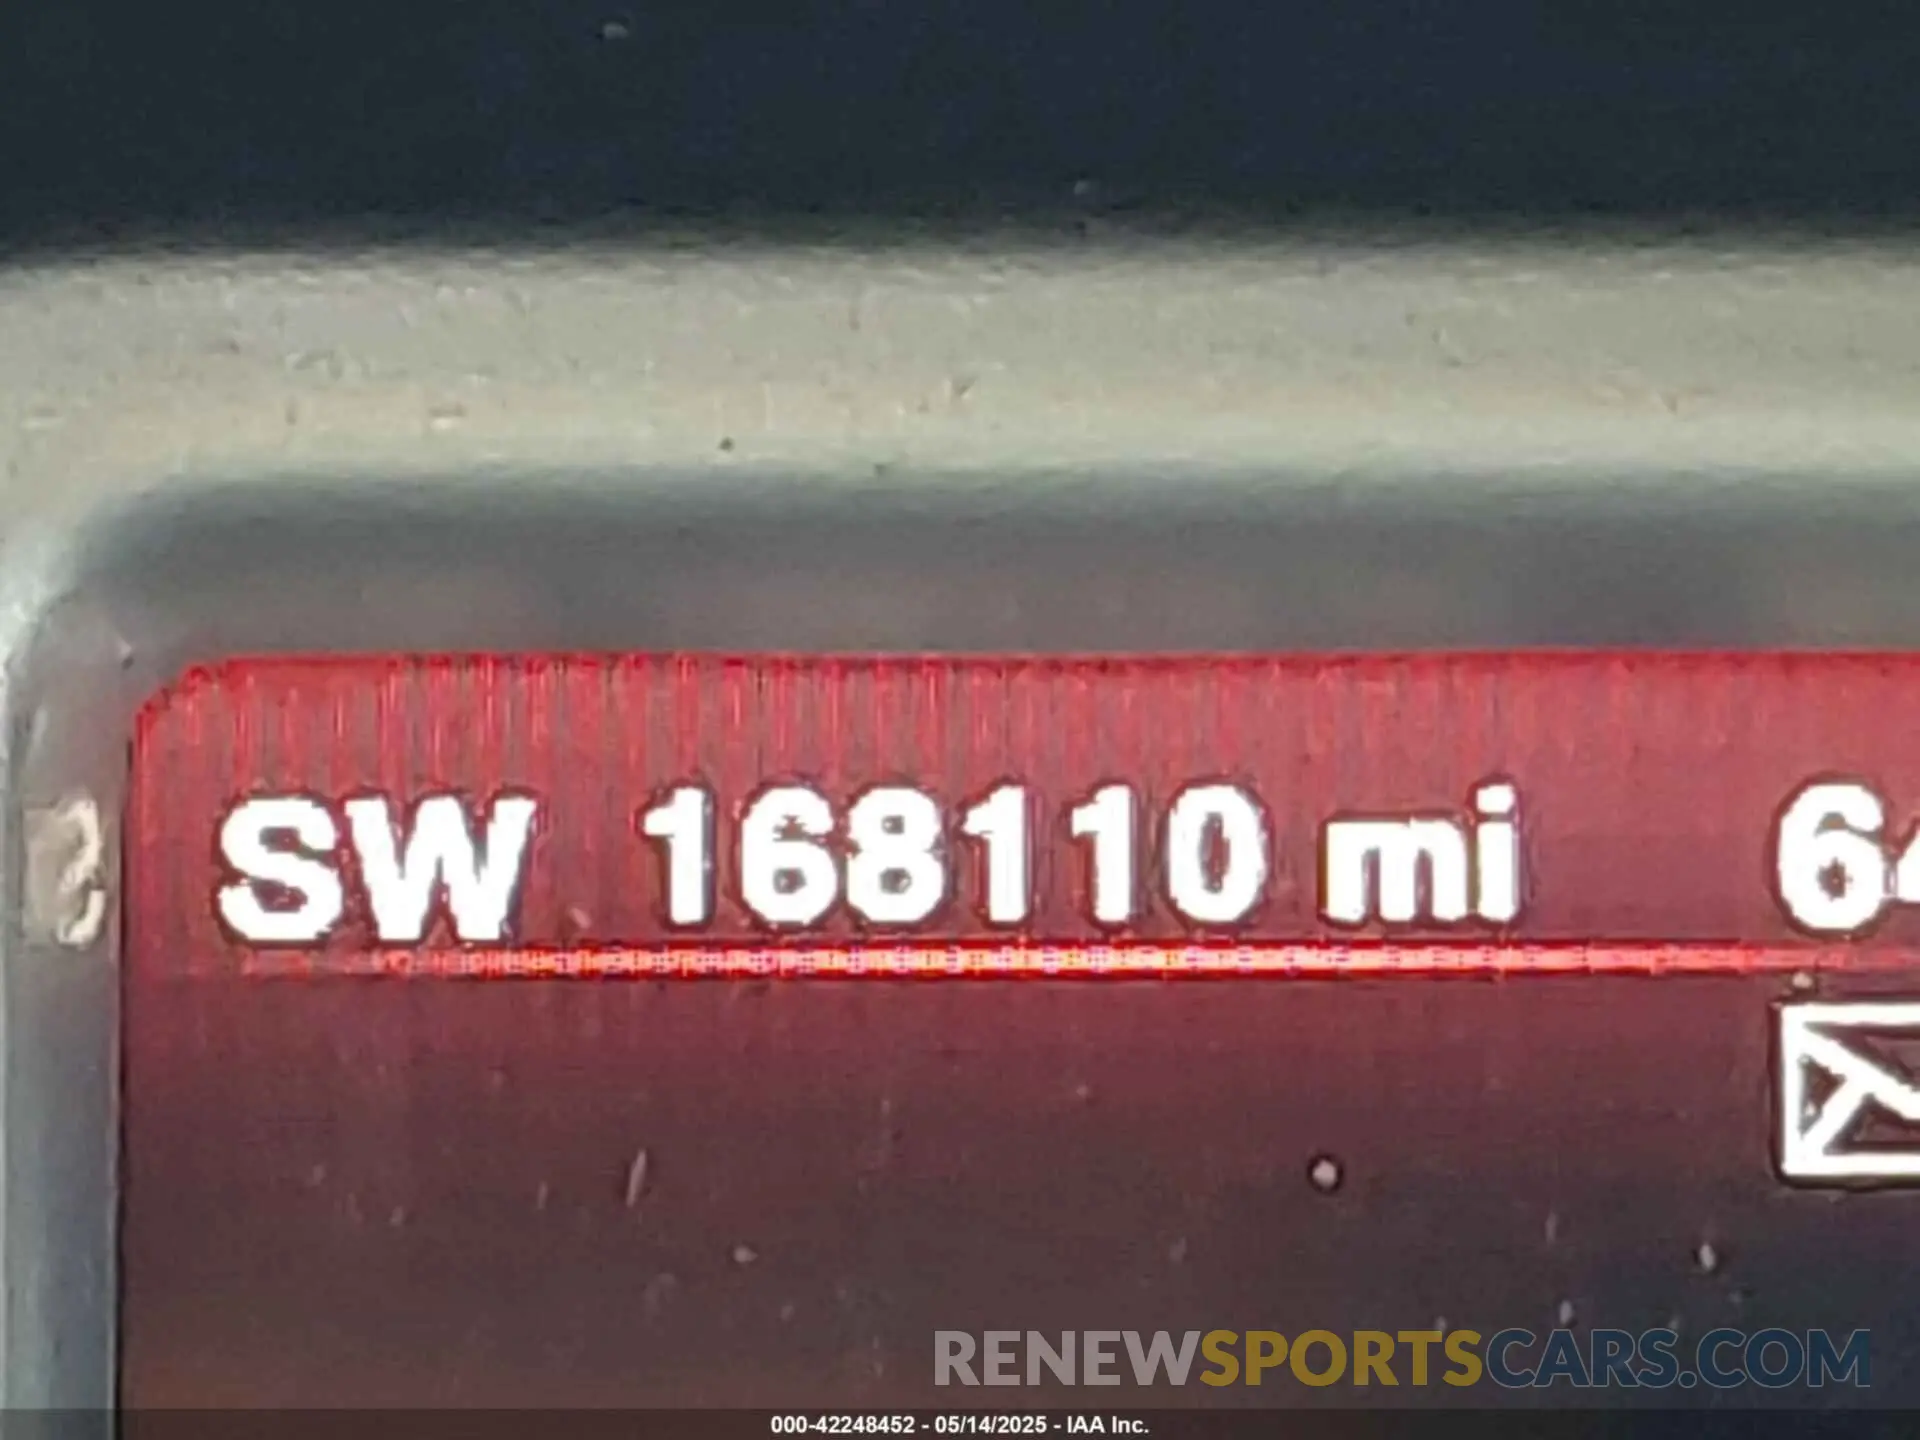 SW 168110 mi
RENEWSPORTSCARS.COM
000-42248452 - 05/14/2025 - IAA Inc.